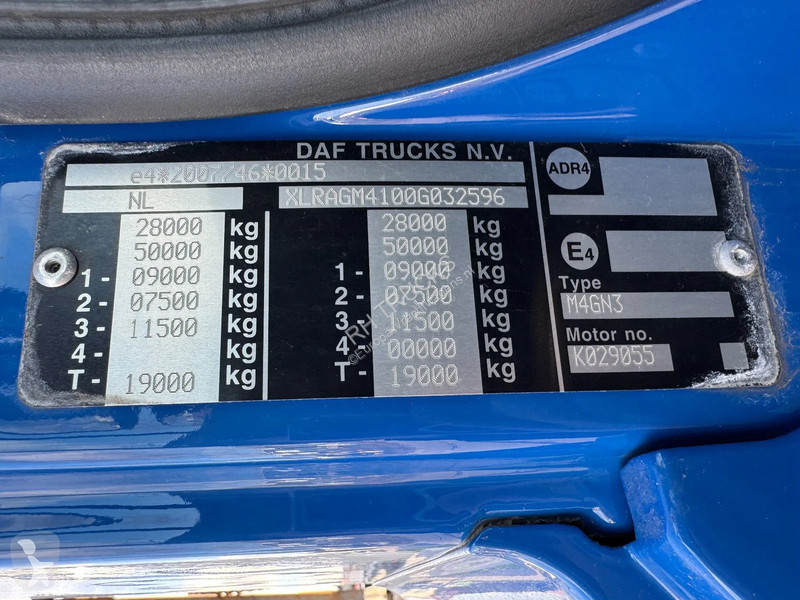 DAF TRUCKS N.V.
e4*2007/46*0015
NL XLRAGM4100G032596
28000 kg 28000 kg
50000 kg 50000 kg
1- 09000 kg 1- 09000 kg
2- 07500 kg 2- 07500 kg
3- 11500 kg 3- 11500 kg
4- kg 4- 00000 kg
T- 19000 kg T- 19000 kg
ADR4
E4
Type
M4GN3
Motor no.
K029055